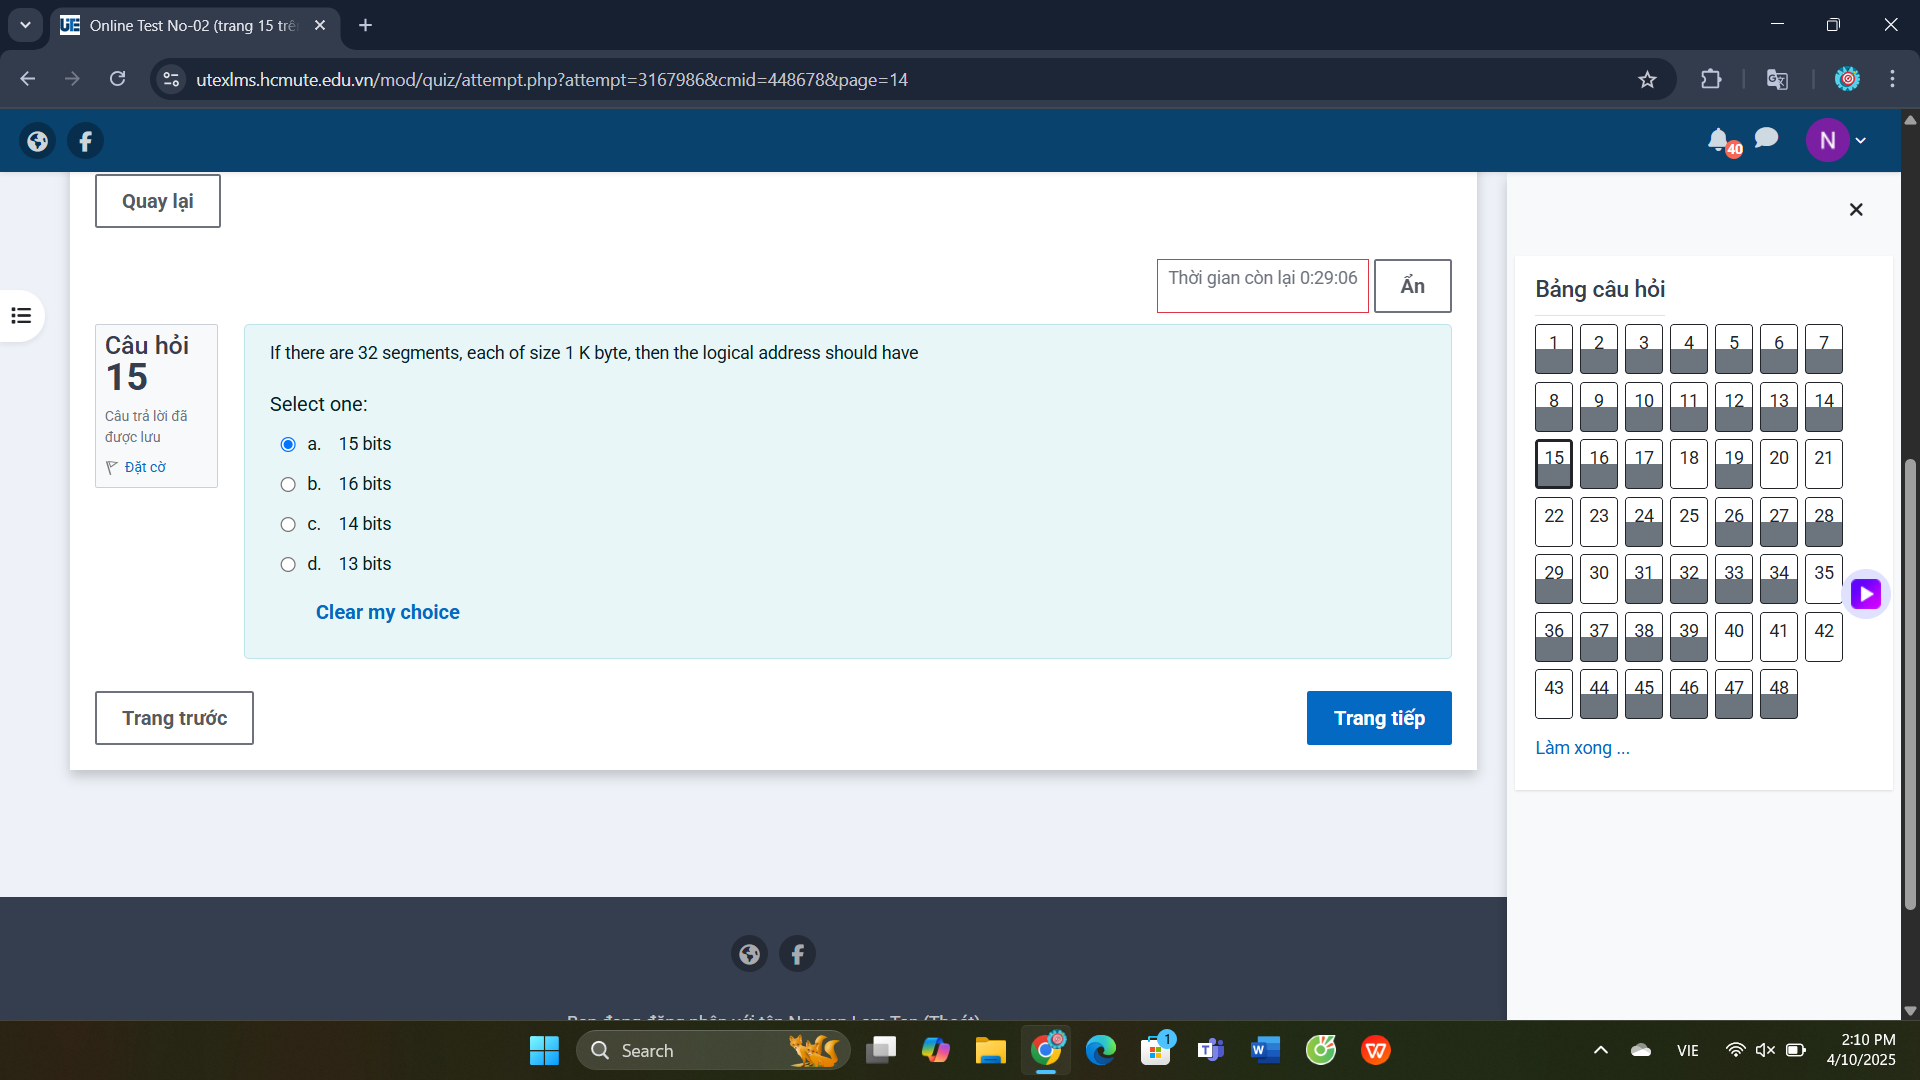 Online Test No-02 (trang 15 trê
utexlms.hcmute.edu.vn/mod/quiz/attempt.php?attempt=3167986&cmid=448678&page=14
40
N
Quay lại
Thời gian còn lại 0:29:06
Ẩn
Câu hỏi
15
Câu trả lời đã
được lưu
Đặt cờ
If there are 32 segments, each of size 1 K byte, then the logical address should have
Select one:
a. 15 bits
b. 16 bits
c. 14 bits
d. 13 bits
Clear my choice
Trang trước
Trang tiếp
Bảng câu hỏi
1 2 3 4 5 6 7
8 9 10 11 12 13 14
15 16 17 18 19 20 21
22 23 24 25 26 27 28
29 30 31 32 33 34 35
36 37 38 39 40 41 42
43 44 45 46 47 48
Làm xong ...
Search
1
VIE
2:10 PM
4/10/2025